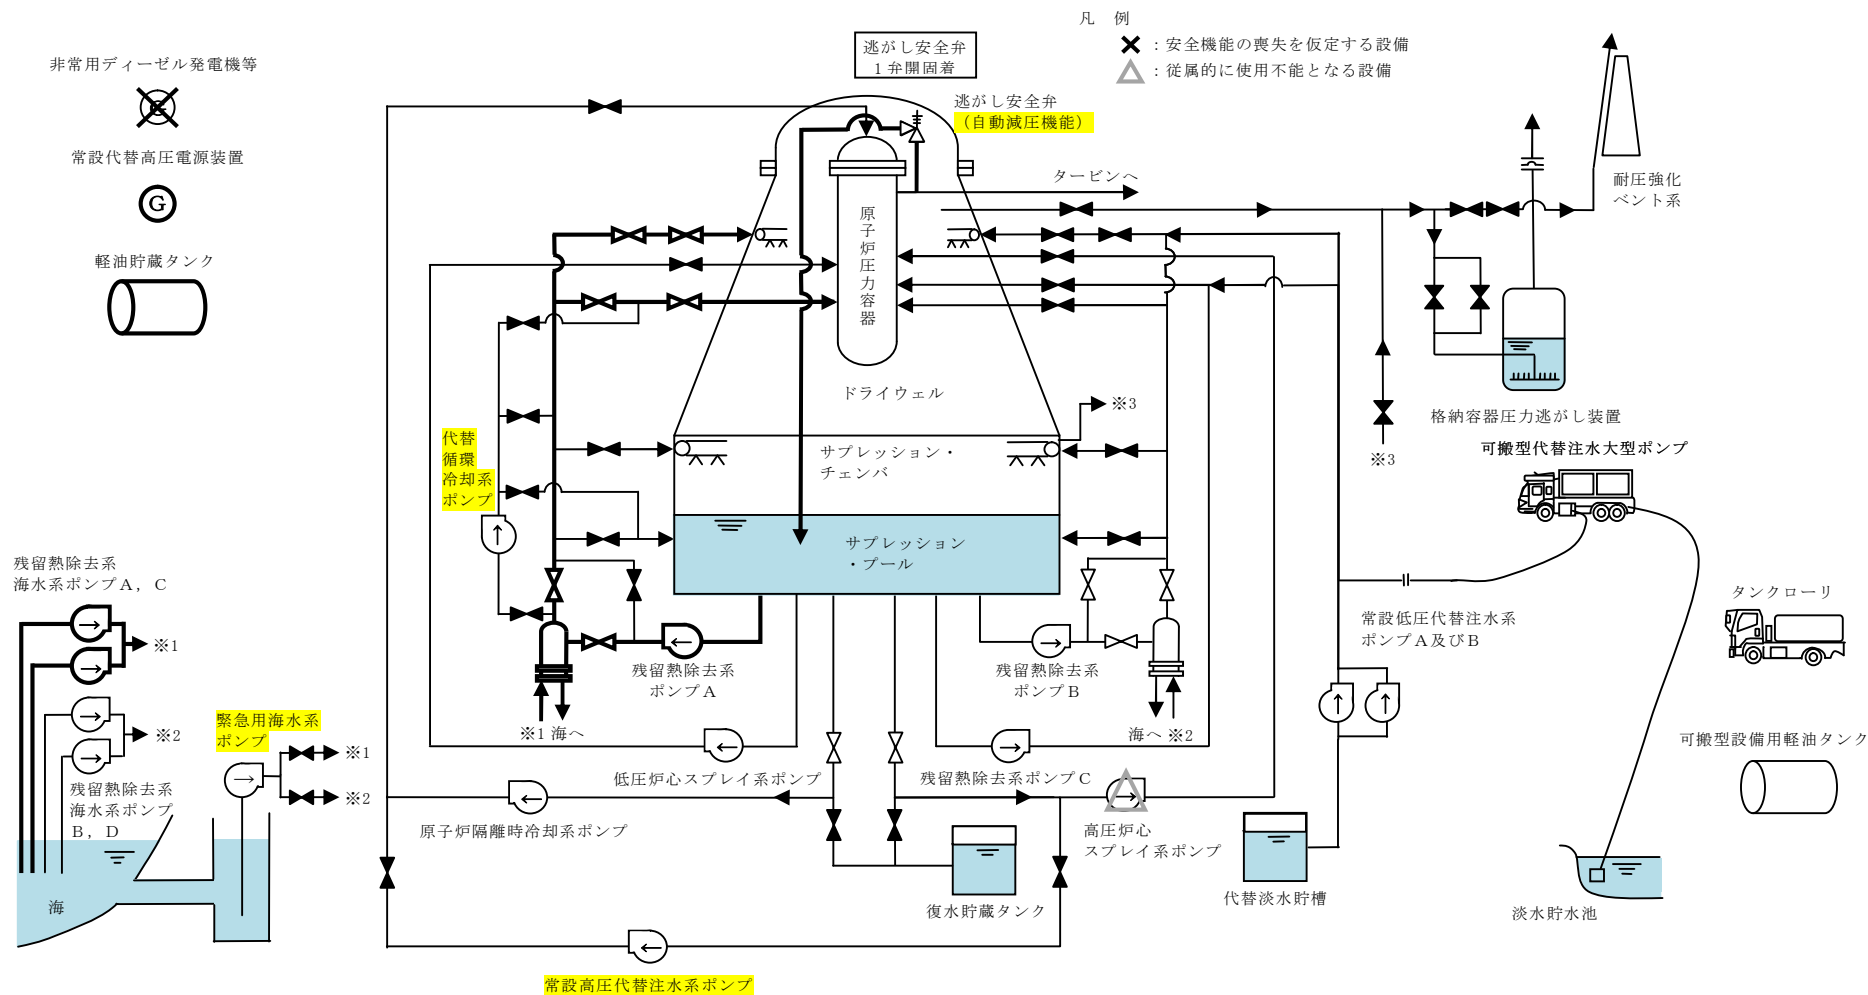 凡　例
：安全機能の喪失を仮定する設備
：従属的に使用不能となる設備
逃がし安全弁
１弁開固着
逃がし安全弁
（自動減圧機能）
非常用ディーゼル発電機等
G
常設代替高圧電源装置
G
軽油貯蔵タンク
タービンへ
耐圧強化
ベント系
原子炉圧力容器
ドライウェル
※3
サプレッション・
チェンバ
サプレッション
・プール
代替
循環
冷却系
ポンプ
格納容器圧力逃がし装置
※3
可搬型代替注水大型ポンプ
残留熱除去系
海水系ポンプＡ，Ｃ
※1
※2
残留熱除去系
海水系ポンプ
Ｂ，Ｄ
緊急用海水系
ポンプ
※1
※2
海
残留熱除去系
ポンプＡ
※1 海へ
残留熱除去系
ポンプＢ
海へ ※2
低圧炉心スプレイ系ポンプ
残留熱除去系ポンプＣ
原子炉隔離時冷却系ポンプ
高圧炉心
スプレイ系ポンプ
復水貯蔵タンク
常設高圧代替注水系ポンプ
常設低圧代替注水系
ポンプＡ及びＢ
代替淡水貯槽
タンクローリ
可搬型設備用軽油タンク
淡水貯水池